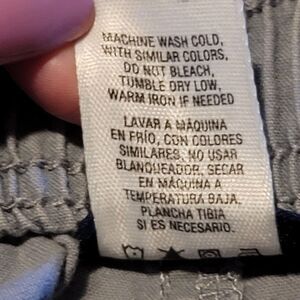 MACHINE WASH COLD,
WITH SIMILAR COLORS,
DO NOT BLEACH,
TUMBLE DRY LOW,
WARM IRON IF NEEDED
LAVAR A MÁQUINA
EN FRÍO, CON COLORES
SIMILARES, NO USAR
BLANQUEADOR, SECAR
EN MÁQUINA A
TEMPERATURA BAJA.
PLANCHA TIBIA
SI ES NECESARIO.